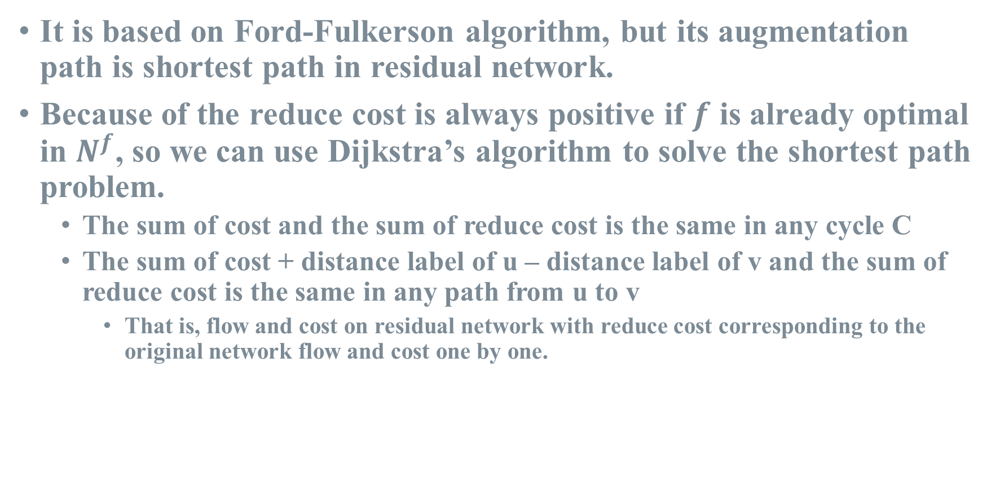 • It is based on Ford-Fulkerson algorithm, but its augmentation
path is shortest path in residual network.
• Because of the reduce cost is always positive if f is already optimal
in N^f, so we can use Dijkstra’s algorithm to solve the shortest path
problem.
• The sum of cost and the sum of reduce cost is the same in any cycle C
• The sum of cost + distance label of u – distance label of v and the sum of
reduce cost is the same in any path from u to v
• That is, flow and cost on residual network with reduce cost corresponding to the
original network flow and cost one by one.